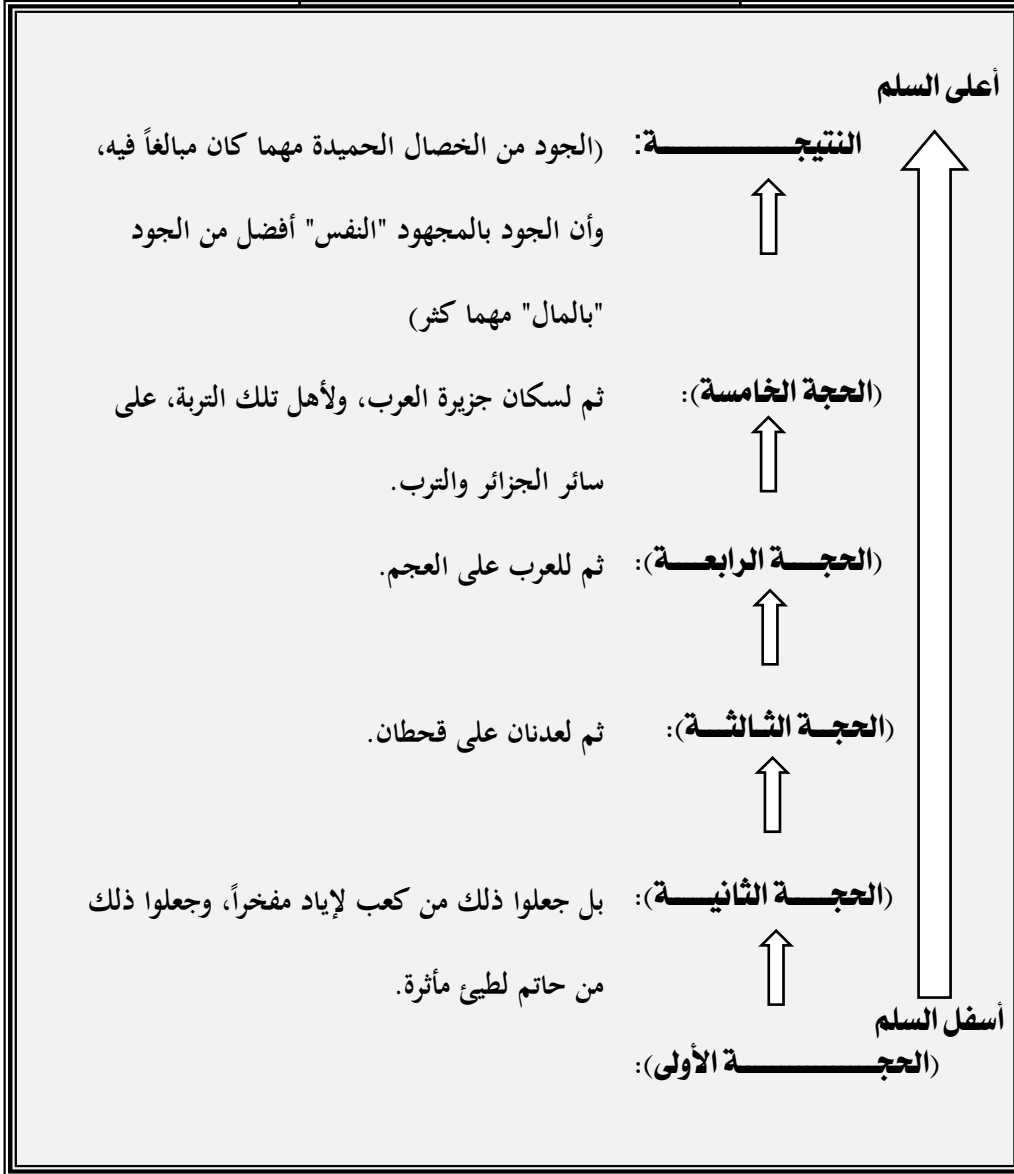 أعلى السلم
النتيجة: (الجود من الخصال الحميدة مهما كان مبالغاً فيه،
وأن الجود بالمجهود "النفس" أفضل من الجود
"بالمال" مهما كثر)
(الحجة الخامسة): ثم لسكان جزيرة العرب، ولأهل تلك التربة، على
سائر الجزائر والترب.
(الحجة الرابعة): ثم للعرب على العجم.
(الحجة الثالثة): ثم لعدنان على قحطان.
(الحجة الثانية): بل جعلوا ذلك من كعب لإياد مفخراً، وجعلوا ذلك
من حاتم لطيئ مأثرة.
أسفل السلم
(الحجة الأولى):